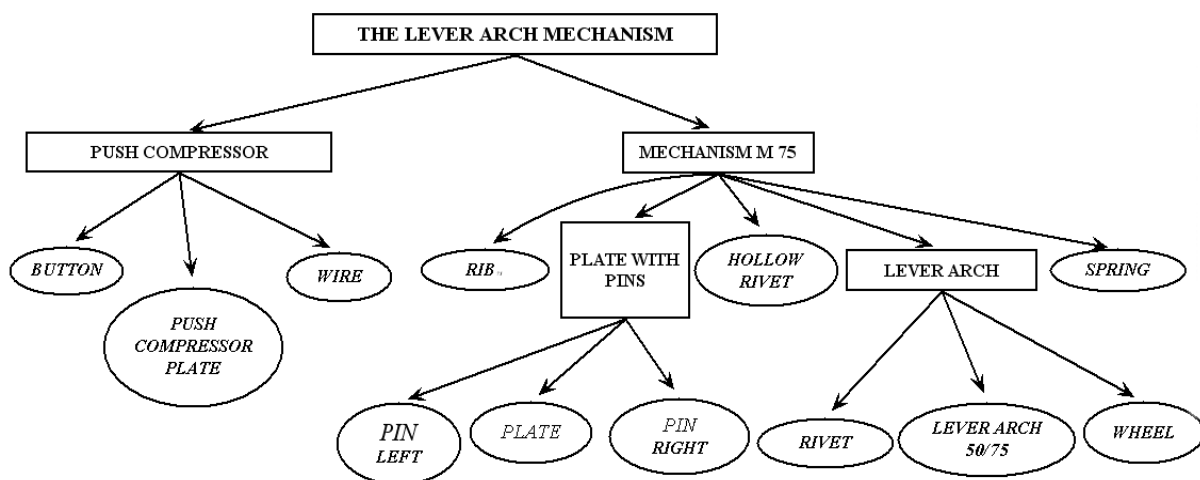 THE LEVER ARCH MECHANISM
PUSH COMPRESSOR
MECHANISM M 75
BUTTON
PUSH
COMPRESSOR
PLATE
WIRE
RIB
PLATE WITH
PINS
HOLLOW
RIVET
LEVER ARCH
SPRING
PIN
LEFT
PLATE
PIN
RIGHT
RIVET
LEVER ARCH
50/75
WHEEL